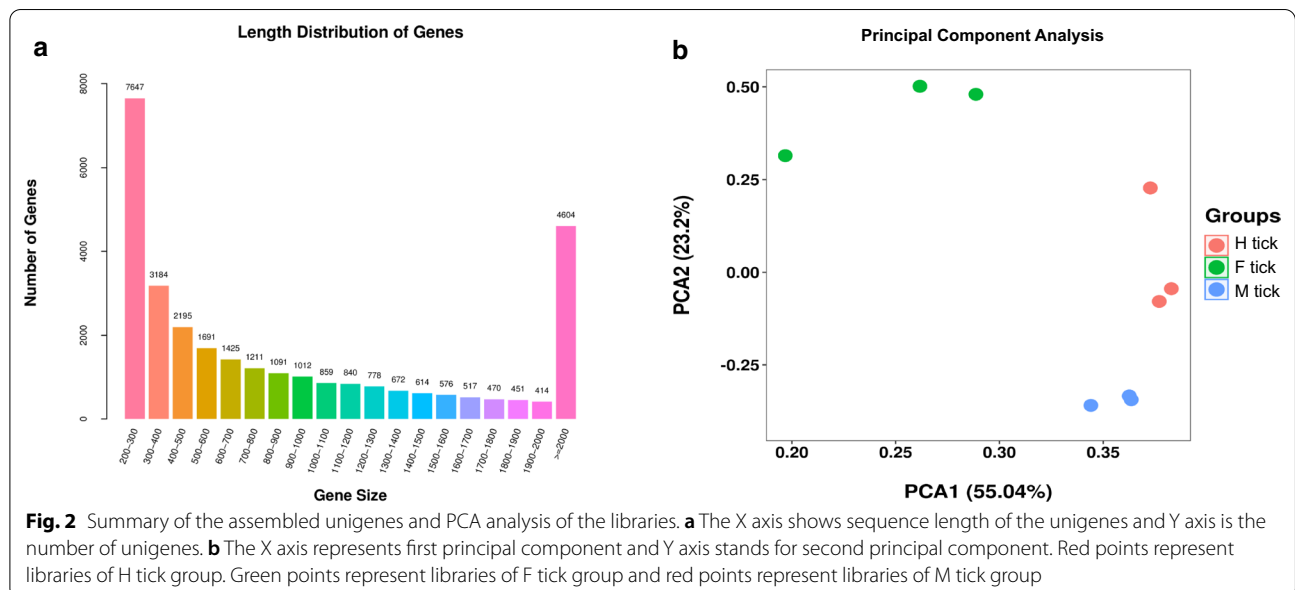 a
Length Distribution of Genes
Number of Genes
8000
6000
4000
2000
0
7647
3184
2195
1691
1425
1211
1091
1012
859
840
778
672
614
576
517
470
451
414
4604
200−300
300−400
400−500
500−600
600−700
700−800
800−900
900−1000
1000−1100
1100−1200
1200−1300
1300−1400
1400−1500
1500−1600
1600−1700
1700−1800
1800−1900
1900−2000
>=2000
Gene Size
b
Principal Component Analysis
PCA2 (23.2%)
0.50
0.25
0.00
-0.25
0.20 0.25 0.30 0.35
PCA1 (55.04%)
Groups
H tick
F tick
M tick
Fig. 2 Summary of the assembled unigenes and PCA analysis of the libraries. a The X axis shows sequence length of the unigenes and Y axis is the
number of unigenes. b The X axis represents first principal component and Y axis stands for second principal component. Red points represent
libraries of H tick group. Green points represent libraries of F tick group and red points represent libraries of M tick group